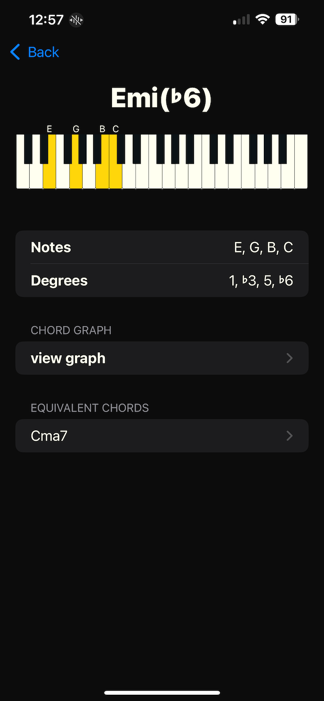 12:57 91
Back
Emi(♭6)
E G B C
Notes E, G, B, C
Degrees 1, ♭3, 5, ♭6
CHORD GRAPH
view graph
EQUIVALENT CHORDS
Cma7